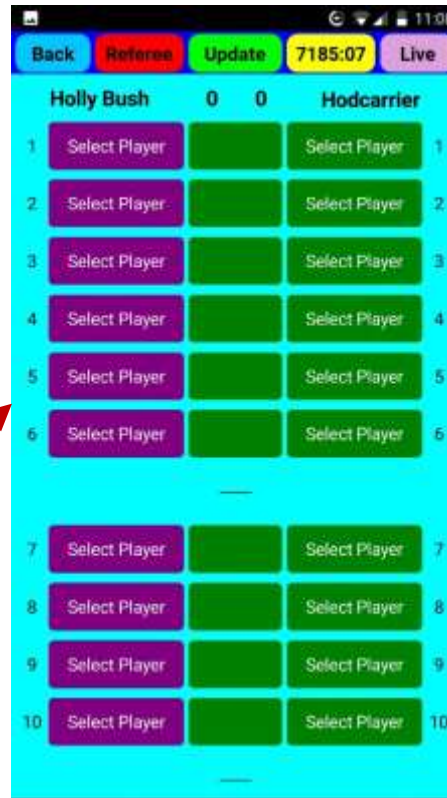 11:08
Back Referee Update 7185:07 Live
Holly Bush 0 0 Hodcarrier
1 Select Player Select Player 1
2 Select Player Select Player 2
3 Select Player Select Player 3
4 Select Player Select Player 4
5 Select Player Select Player 5
6 Select Player Select Player 6
7 Select Player Select Player 7
8 Select Player Select Player 8
9 Select Player Select Player 9
10 Select Player Select Player 10